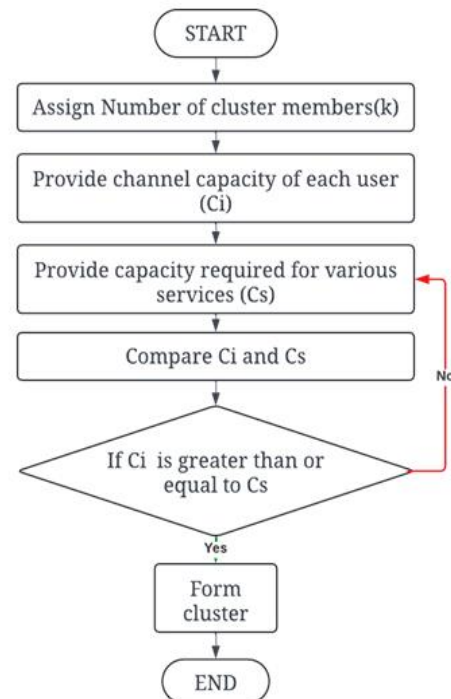 START
Assign Number of cluster members(k)
Provide channel capacity of each user
(Ci)
Provide capacity required for various
services (Cs)
Compare Ci and Cs
If Ci is greater than or
equal to Cs
No
Yes
Form
cluster
END